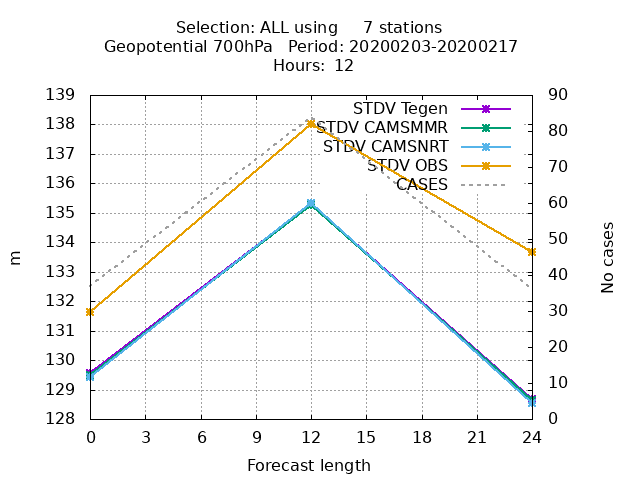 Selection: ALL using     7 stations
Geopotential 700hPa   Period: 20200203-20200217
Hours:  12
139
138
137
136
135
134
133
132
131
130
129
128
90
80
70
60
50
40
30
20
10
0
STDV Tegen
STDV CAMSMMR
STDV CAMSNRT
STDV OBS
CASES
m
No cases
0 3 6 9 12 15 18 21 24
Forecast length